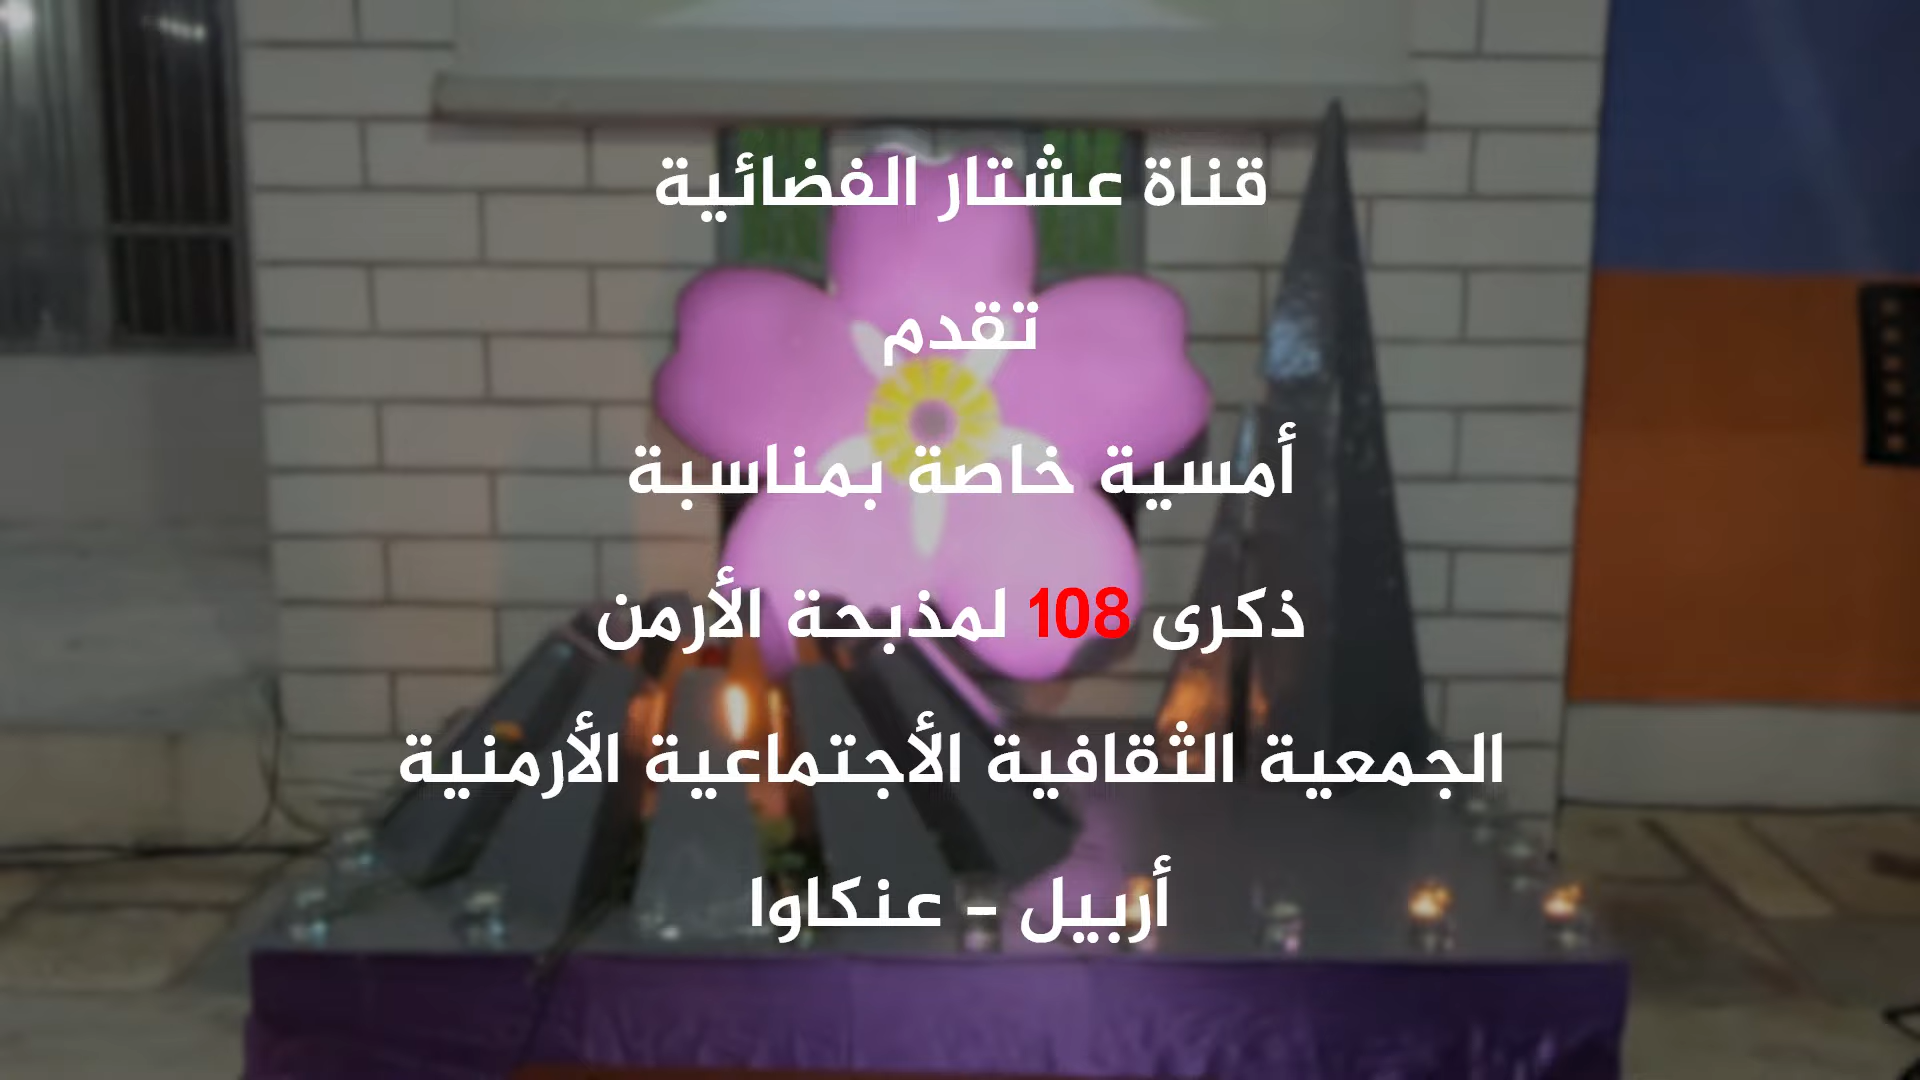 قناة عشتار الفضائية
تقدم
أمسية خاصة بمناسبة
ذكرى 108 لمذبحة الأرمن
الجمعية الثقافية الأجتماعية الأرمنية
أربيل - عنكاوا